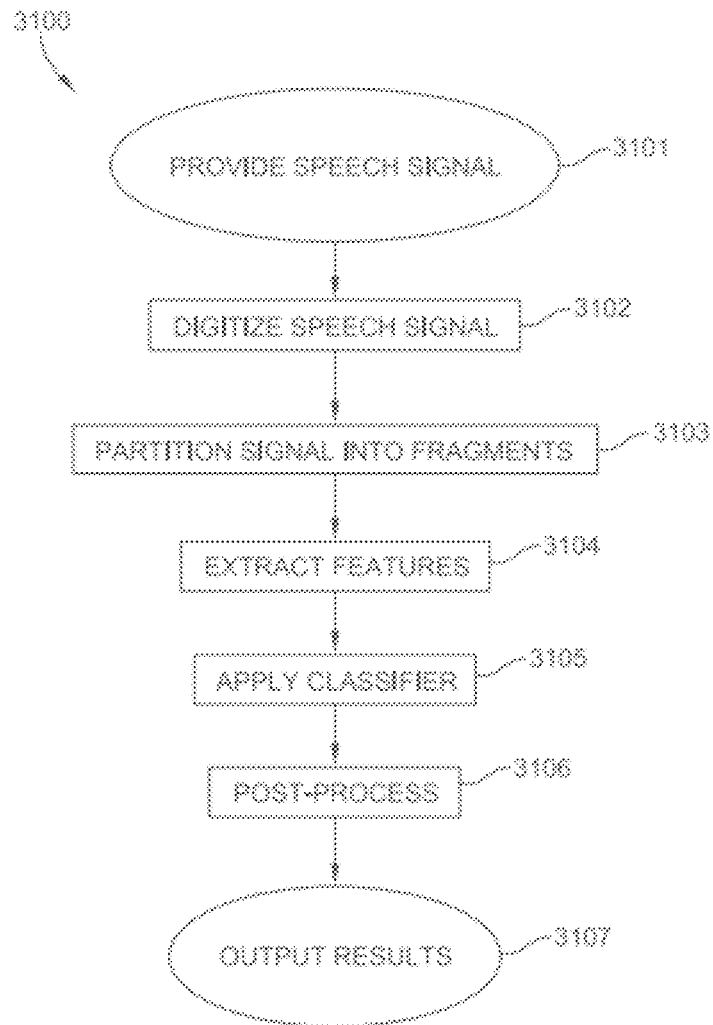 3100
PROVIDE SPEECH SIGNAL
3101
DIGITIZE SPEECH SIGNAL
3102
PARTITION SIGNAL INTO FRAGMENTS
3103
EXTRACT FEATURES
3104
APPLY CLASSIFIER
3105
POST-PROCESS
3106
OUTPUT RESULTS
3107